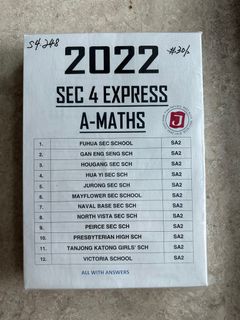 S4 248
#30/-
2022
SEC 4 EXPRESS
A-MATHS
1. FUHUA SEC SCHOOL SA2
2. GAN ENG SENG SCH SA2
3. HOUGANG SEC SCH SA2
4. HUA YI SEC SCH SA2
5. JURONG SEC SCH SA2
6. MAYFLOWER SEC SCHOOL SA2
7. NAVAL BASE SEC SCH SA2
8. NORTH VISTA SEC SCH SA2
9. PEIRCE SEC SCH SA2
10. PRESBYTERIAN HIGH SCH SA2
11. TANJONG KATONG GIRLS' SCH SA2
12. VICTORIA SCHOOL SA2
ALL WITH ANSWERS